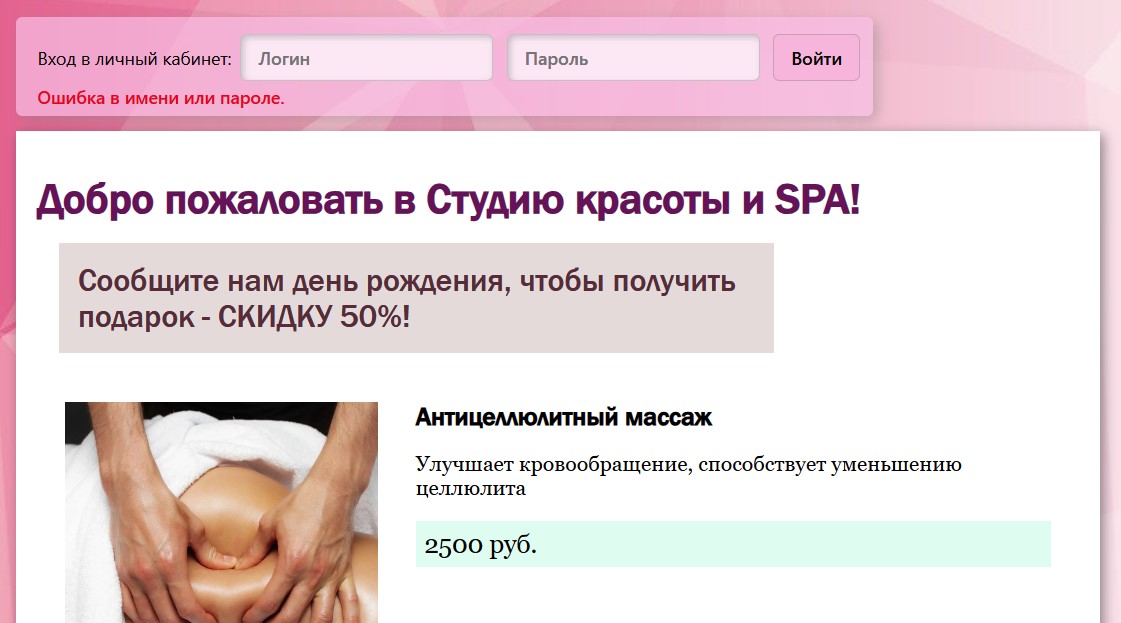 Вход в личный кабинет: Логин Пароль Войти
Ошибка в имени или пароле.
Добро пожаловать в Студию красоты и SPA!
Сообщите нам день рождения, чтобы получить
подарок - СКИДКУ 50%!
Антицеллюлитный массаж
Улучшает кровообращение, способствует уменьшению
целлюлита
2500 руб.